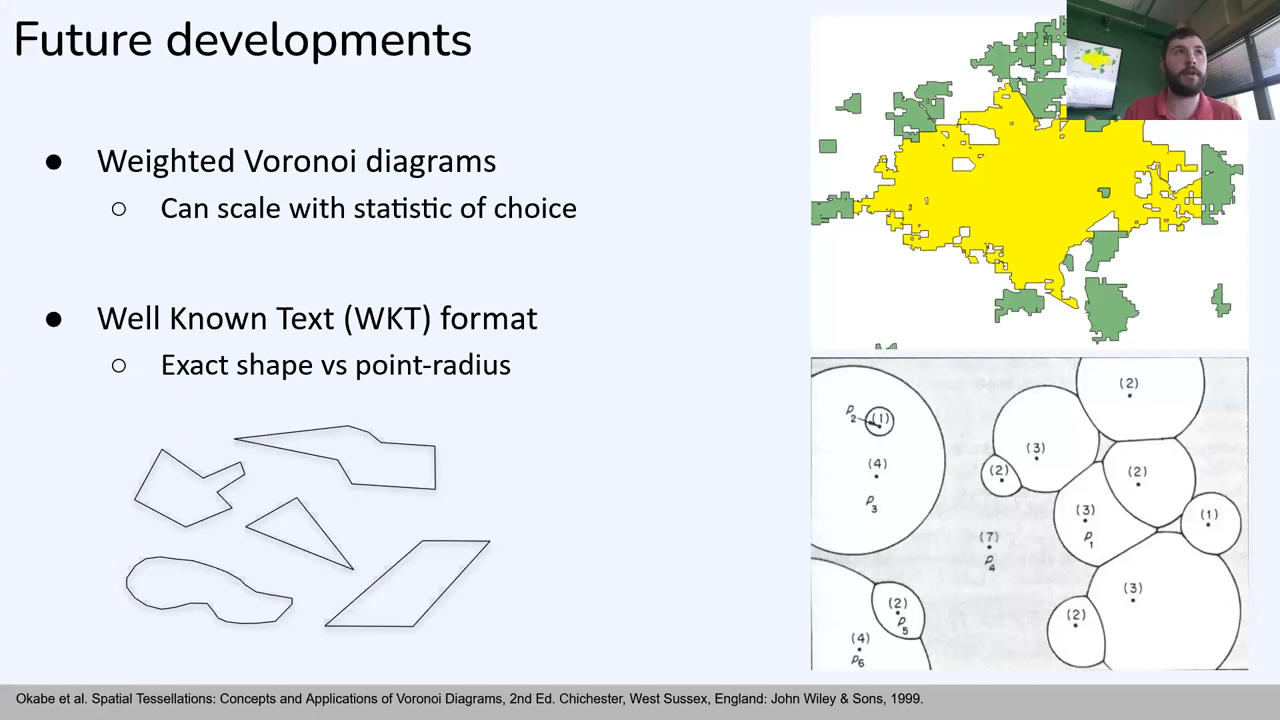 Future developments
● Weighted Voronoi diagrams
○ Can scale with statistic of choice
● Well Known Text (WKT) format
○ Exact shape vs point-radius
(2)
P2 (1)
(3)
(4)
(2)
(2)
P3
(3)
(1)
P1
(7)
P4
(3)
(2)
P5
(2)
(4)
P6
Okabe et al. Spatial Tessellations: Concepts and Applications of Voronoi Diagrams, 2nd Ed. Chichester, West Sussex, England: John Wiley & Sons, 1999.